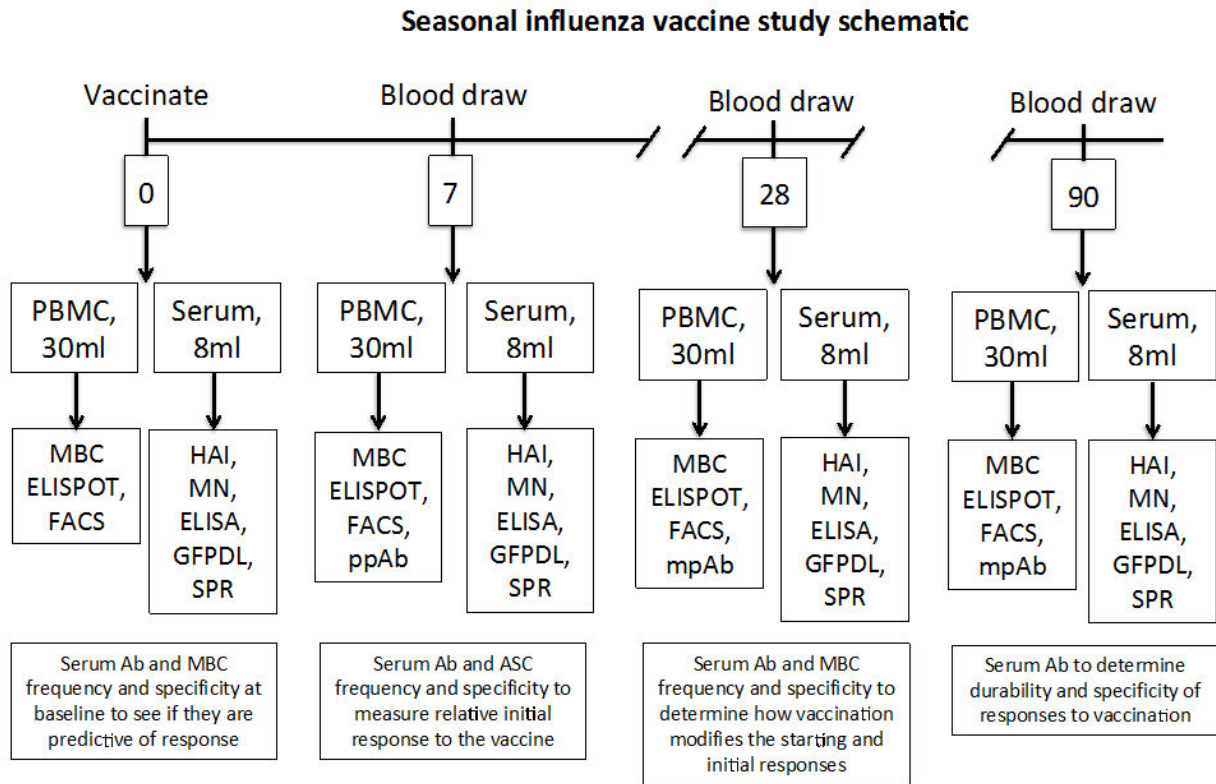 Seasonal influenza vaccine study schematic
Vaccinate
Blood draw
Blood draw
Blood draw
0
7
28
90
PBMC,
30ml
Serum,
8ml
PBMC,
30ml
Serum,
8ml
PBMC,
30ml
Serum,
8ml
PBMC,
30ml
Serum,
8ml
MBC
ELISPOT,
FACS
HAI,
MN,
ELISA,
GFPDL,
SPR
MBC
ELISPOT,
FACS,
ppAb
HAI,
MN,
ELISA,
GFPDL,
SPR
MBC
ELISPOT,
FACS,
mpAb
HAI,
MN,
ELISA,
GFPDL,
SPR
MBC
ELISPOT,
FACS,
mpAb
HAI,
MN,
ELISA,
GFPDL,
SPR
Serum Ab and MBC
frequency and specificity at
baseline to see if they are
predictive of response
Serum Ab and ASC
frequency and specificity to
measure relative initial
response to the vaccine
Serum Ab and MBC
frequency and specificity to
determine how vaccination
modifies the starting and
initial responses
Serum Ab to determine
durability and specificity of
responses to vaccination